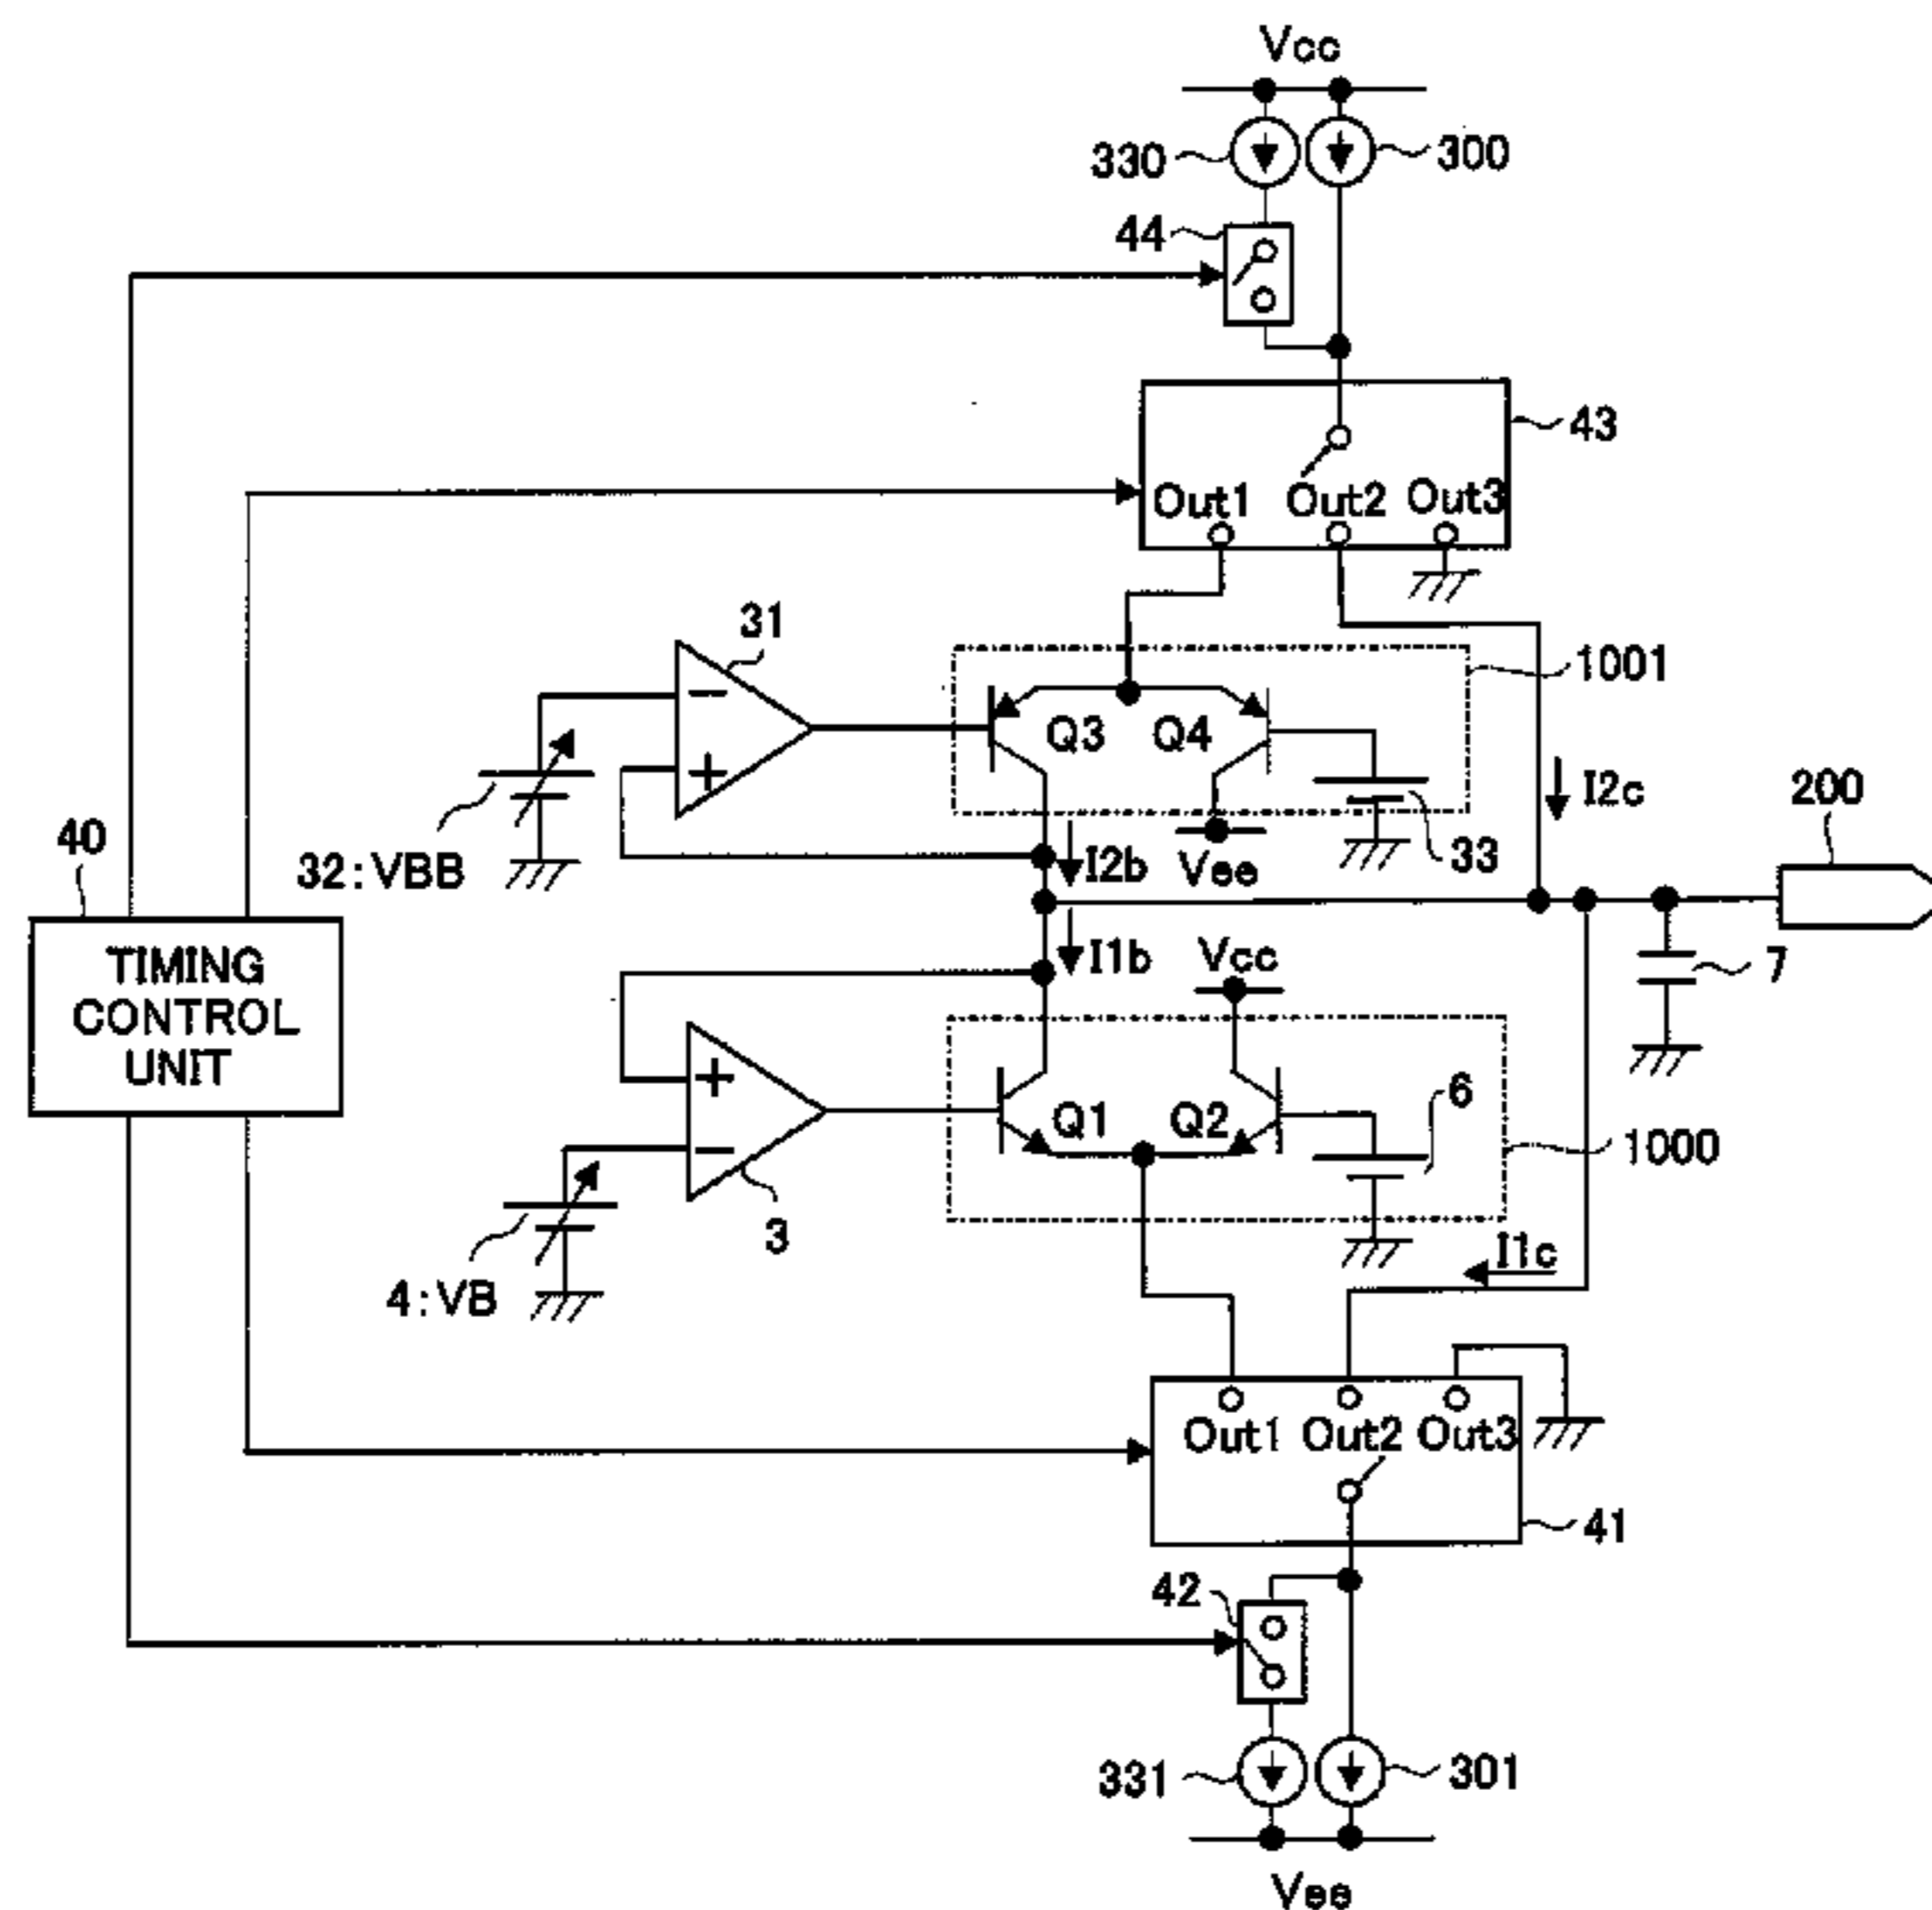 Vcc
330
300
44
43
Out1 Out2 Out3
31
1001
Q3 Q4
I2c
200
40
32:VBB
I2b
Vee
33
TIMING
CONTROL
UNIT
I1b
Vcc
7
Q1 Q2
6
1000
3
4:VB
I1c
Out1 Out2 Out3
41
42
331
301
Vee